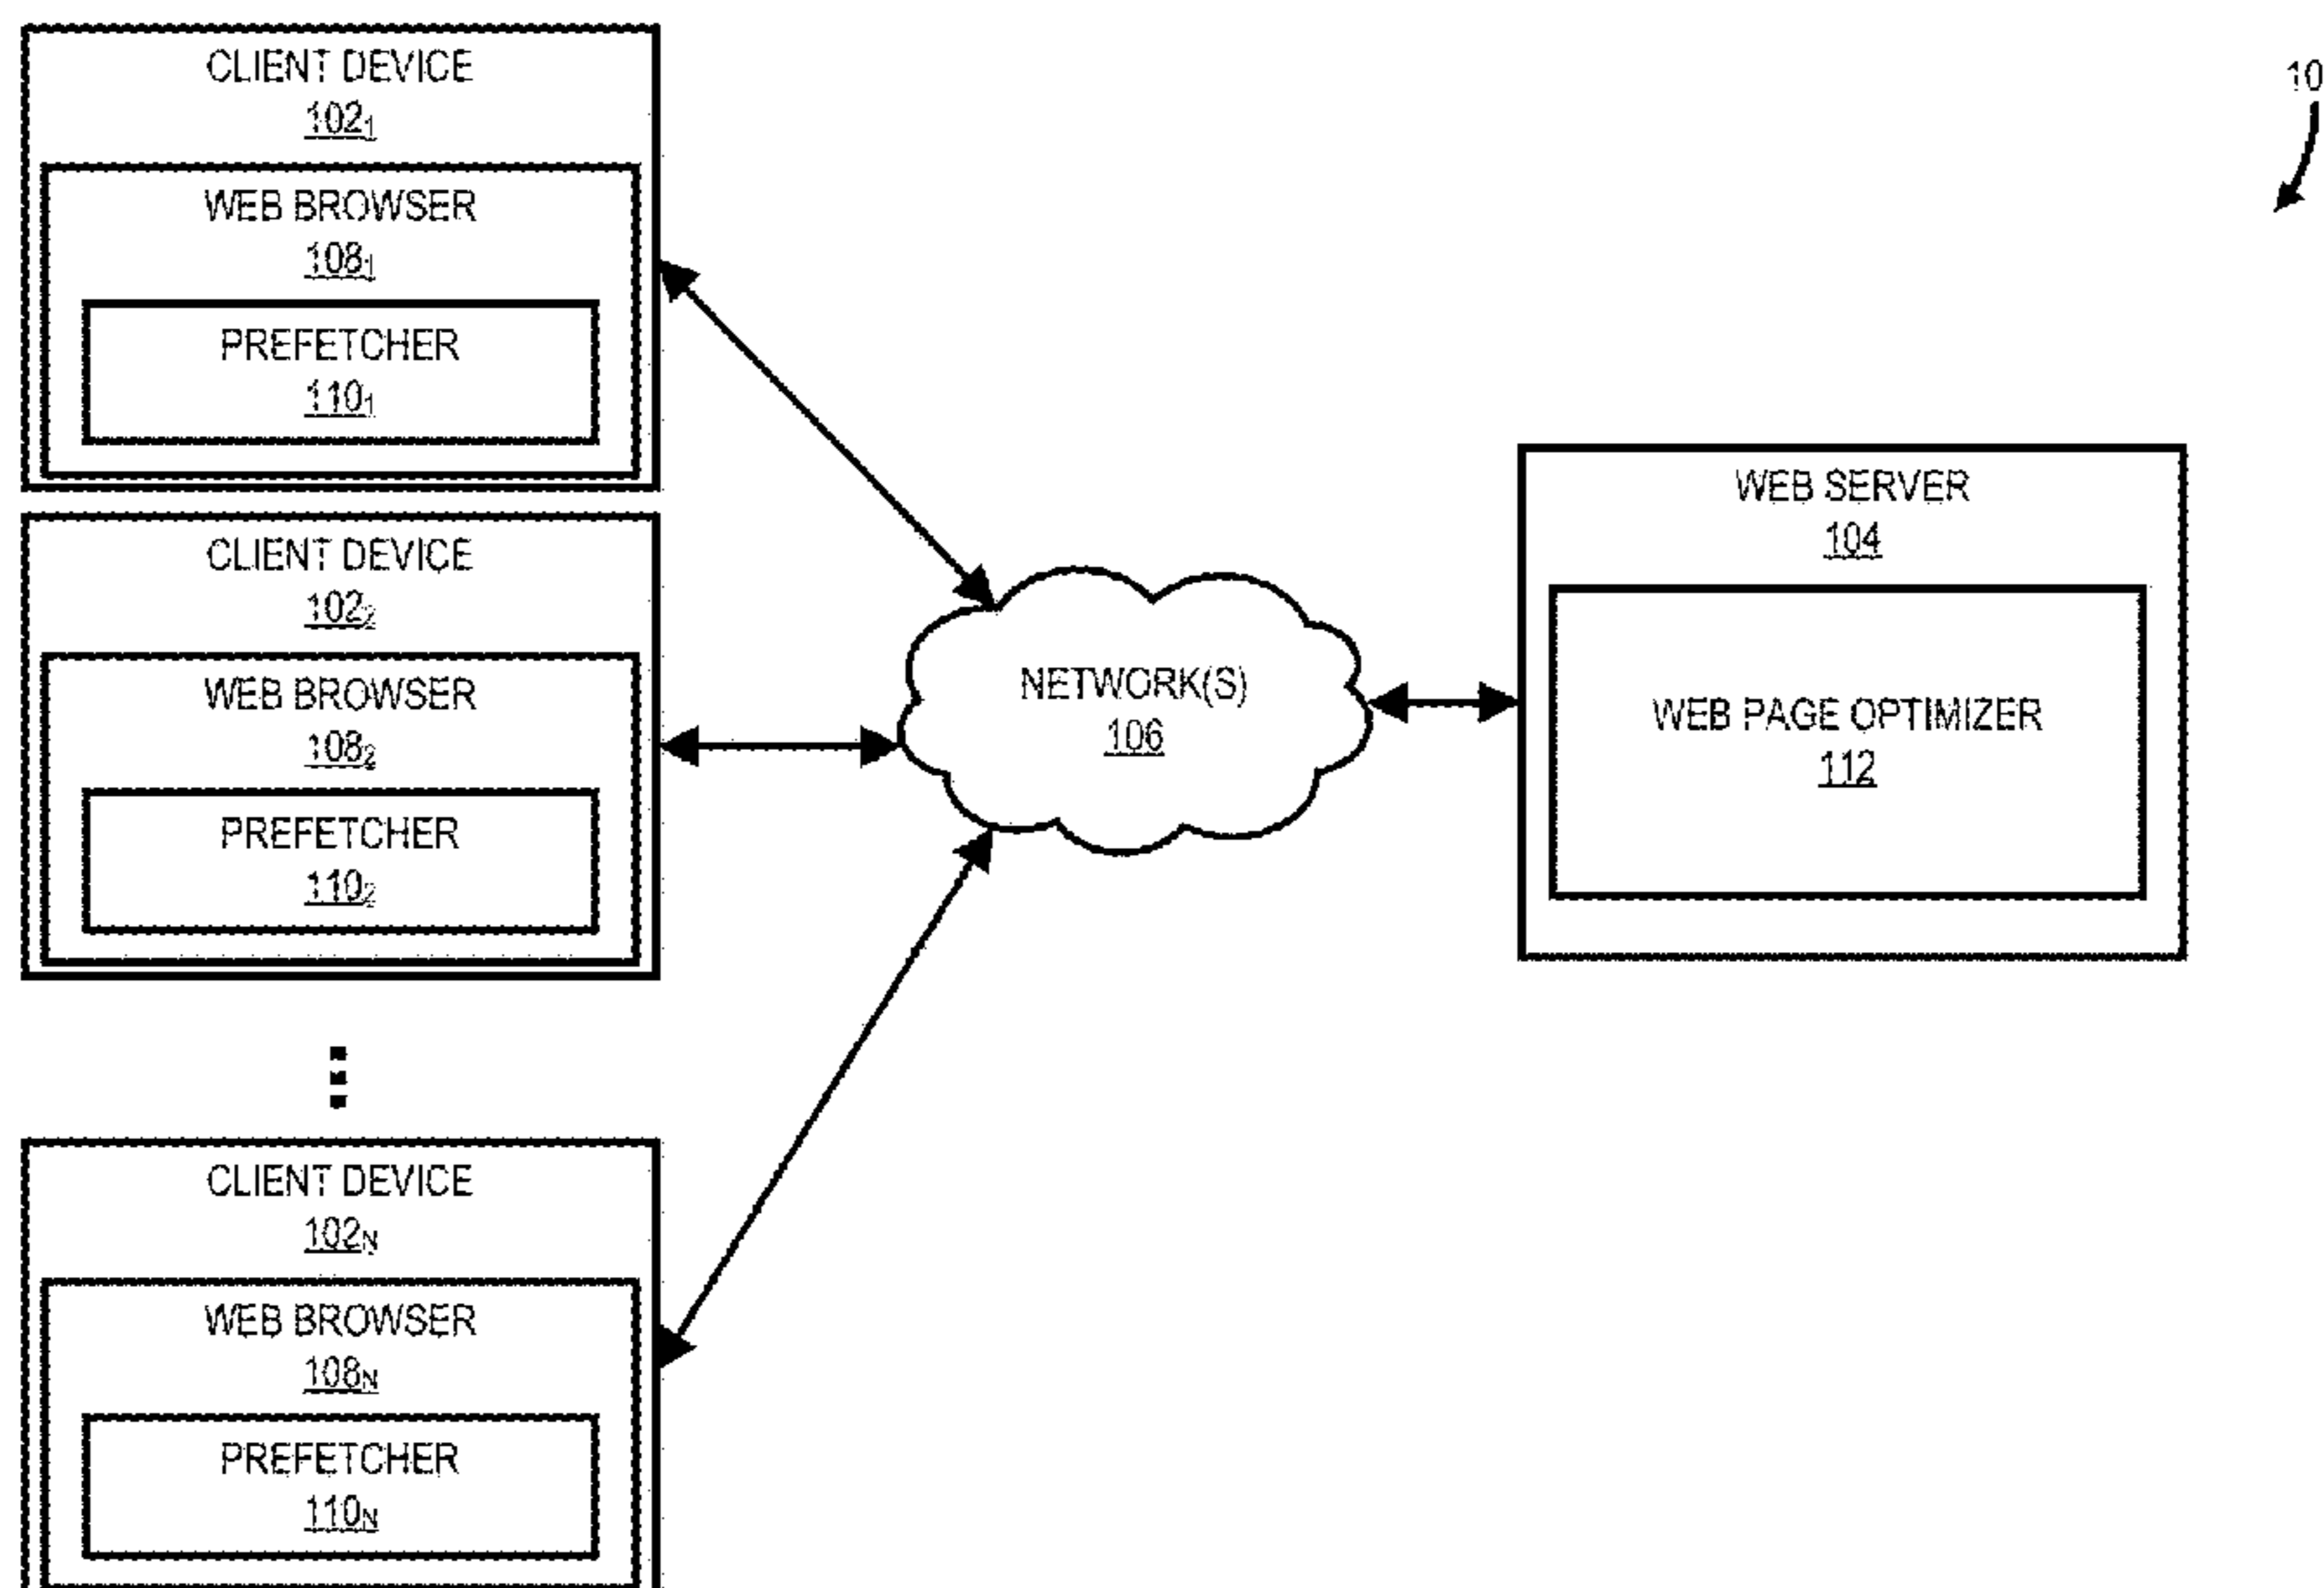 CLIENT DEVICE
102₁
WEB BROWSER
108₁
PREFETCHER
110₁
CLIENT DEVICE
102₂
WEB BROWSER
108₂
PREFETCHER
110₂
CLIENT DEVICE
102N
WEB BROWSER
108N
PREFETCHER
110N
NETWORK(S)
106
WEB SERVER
104
WEB PAGE OPTIMIZER
112
10